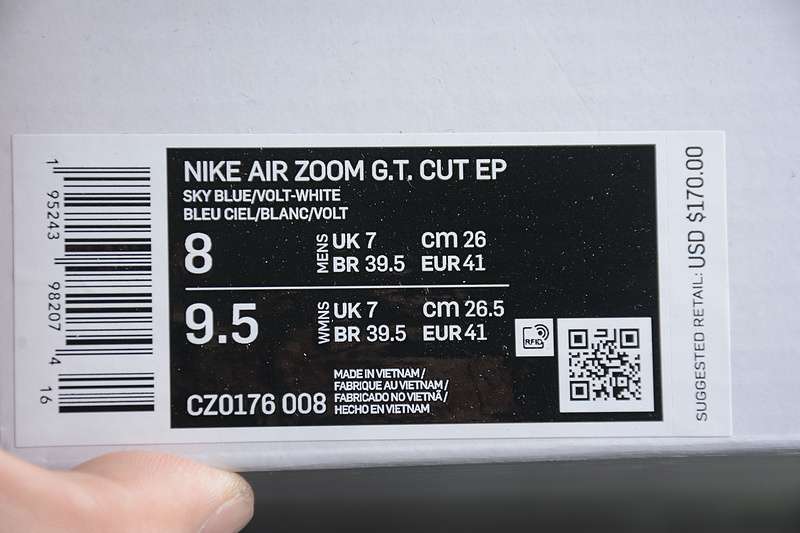 NIKE AIR ZOOM G.T. CUT EP
SKY BLUE/VOLT-WHITE
BLEU CIEL/BLANC/VOLT
8 MENS UK 7 cm 26
BR 39.5 EUR 41
9.5 WMNS UK 7 cm 26.5
BR 39.5 EUR 41
RFID
CZ0176 008
MADE IN VIETNAM /
FABRIQUE AU VIETNAM /
FABRICADO NO VIETNÃ /
HECHO EN VIETNAM
1 95243 98207 4 16
SUGGESTED RETAIL: USD $170.00